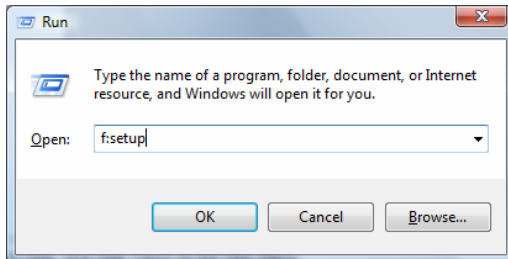 Run
Type the name of a program, folder, document, or Internet
resource, and Windows will open it for you.
Open: f:setup
OK Cancel Browse...